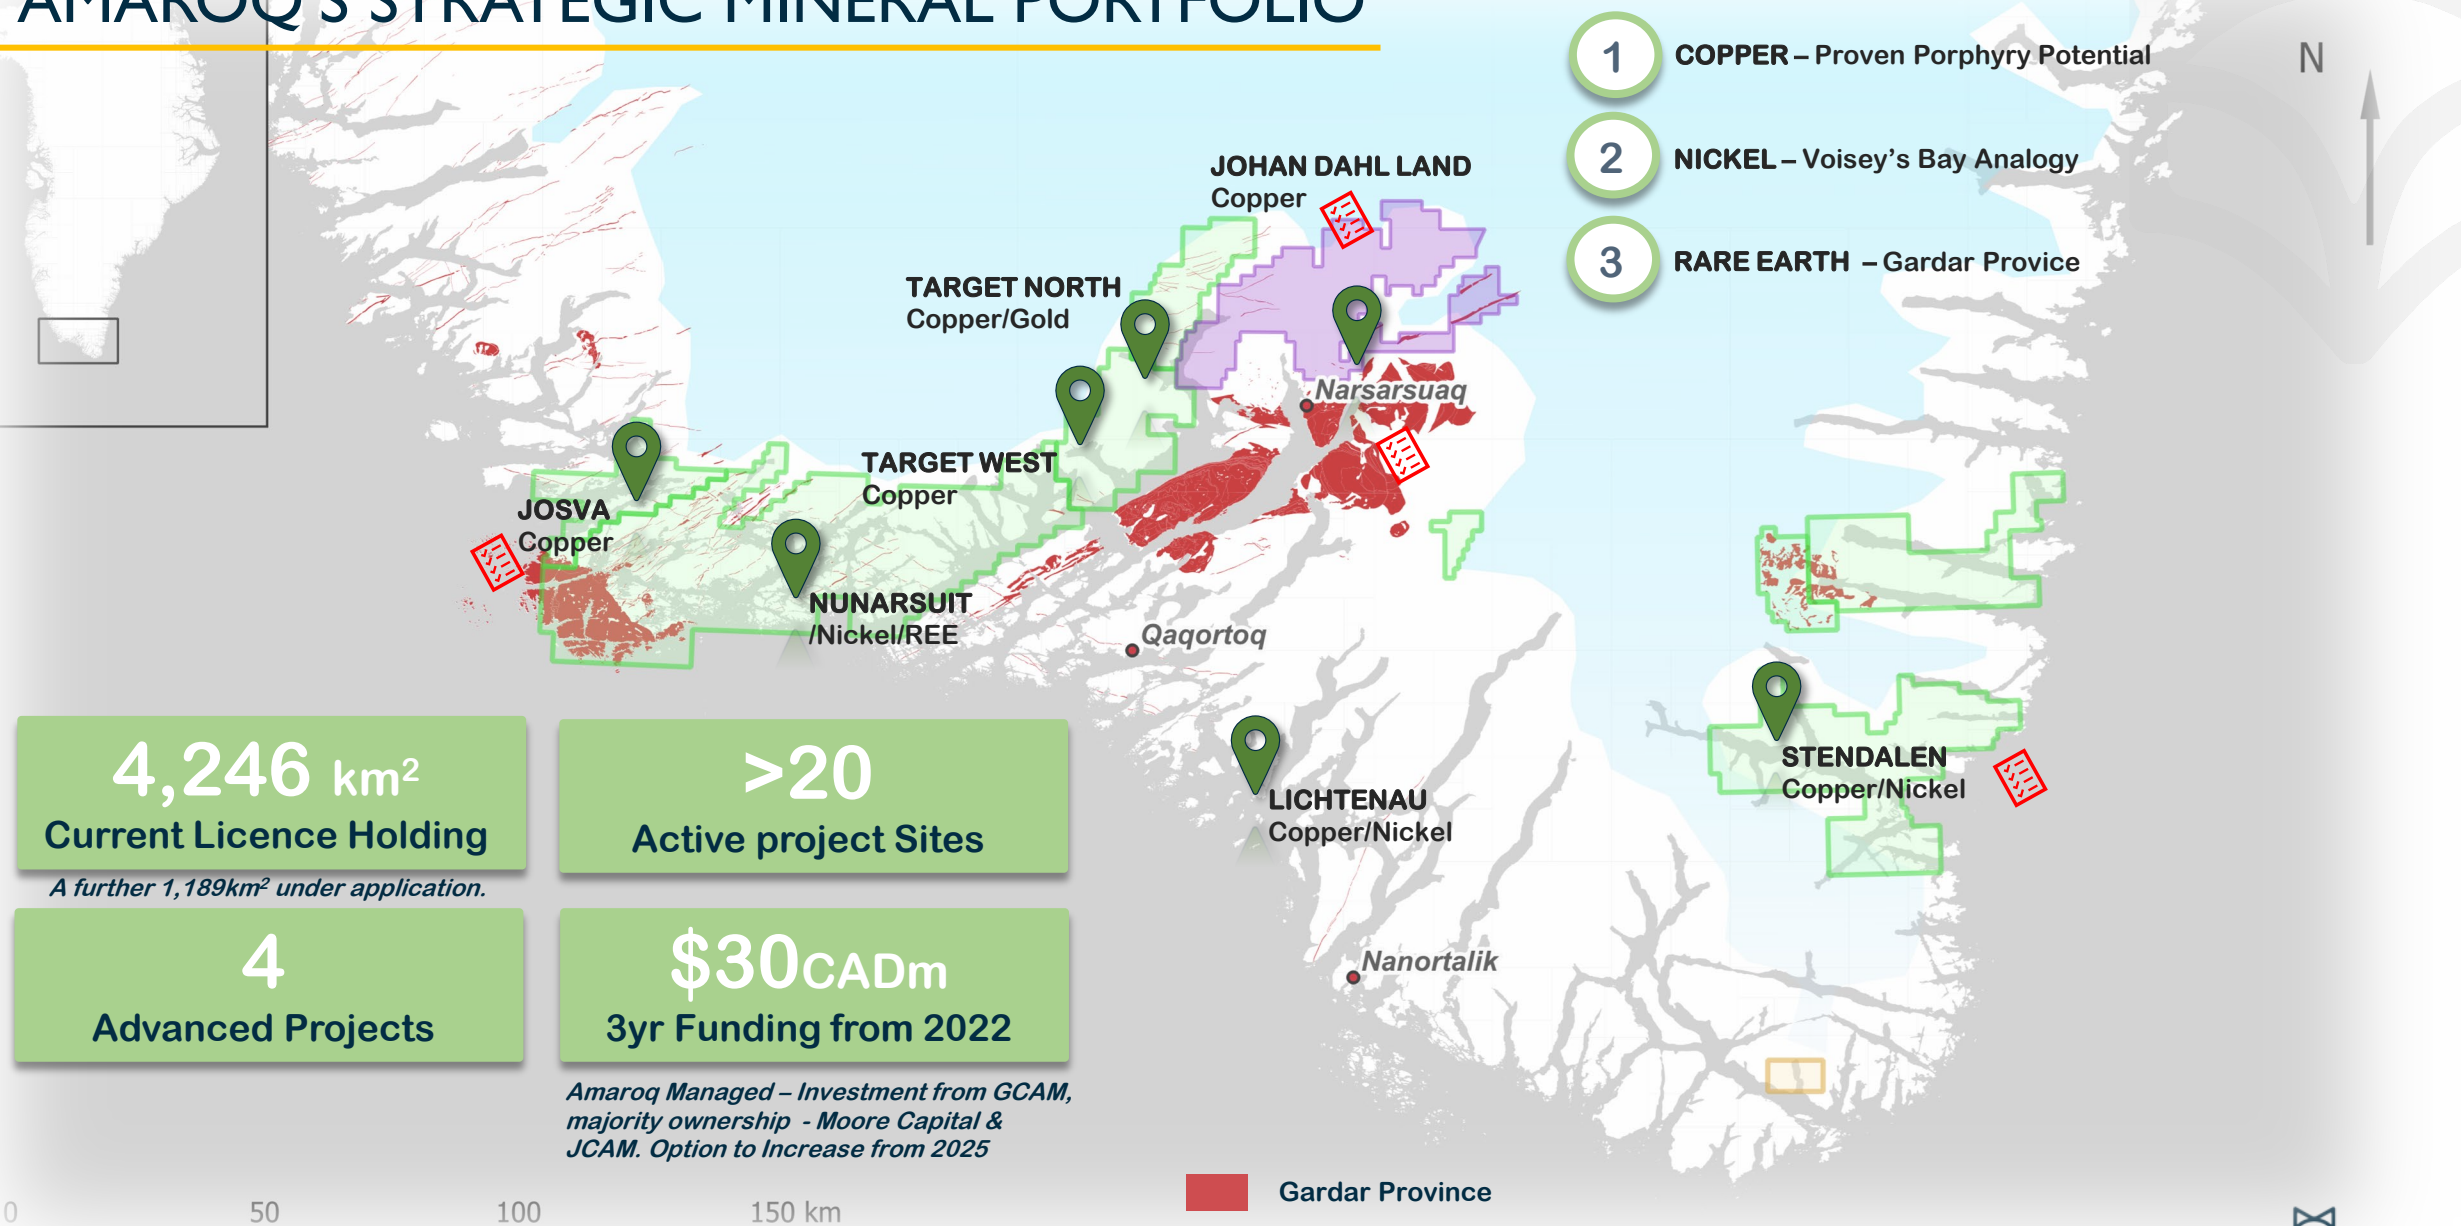 AMAROQ'S STRATEGIC MINERAL PORTFOLIO
1 COPPER – Proven Porphyry Potential
2 NICKEL – Voisey's Bay Analogy
3 RARE EARTH – Gardar Provice
N
JOHAN DAHL LAND
Copper
TARGET NORTH
Copper/Gold
Narsarsuaq
TARGET WEST
Copper
JOSVA
Copper
NUNARSUIT
/Nickel/REE
Qaqortoq
STENDALEN
Copper/Nickel
LICHTENAU
Copper/Nickel
Nanortalik
4,246 km²
Current Licence Holding
A further 1,189km² under application.
>20
Active project Sites
4
Advanced Projects
$30CADm
3yr Funding from 2022
Amaroq Managed – Investment from GCAM,
majority ownership - Moore Capital &
JCAM. Option to Increase from 2025
Gardar Province
0 50 100 150 km